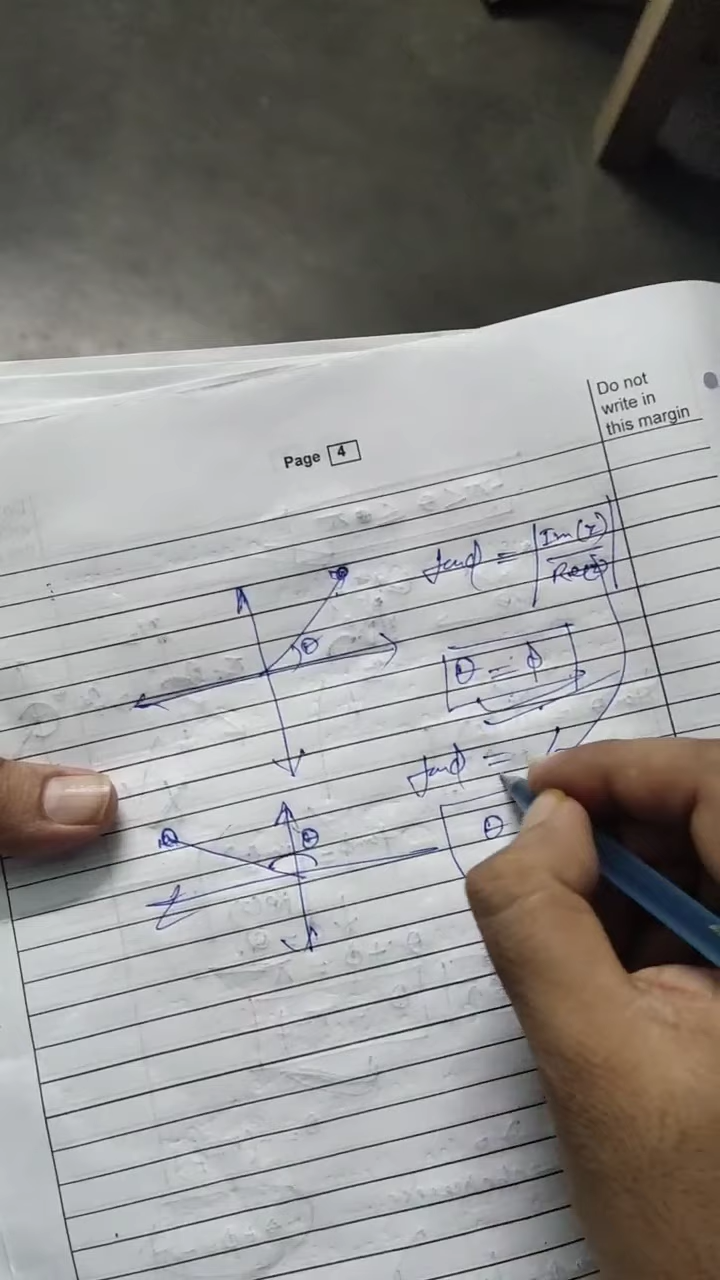 Do not
write in
this margin
Page 4
tanϕ = |Im(z)/Re(z)|
θ
θ = ϕ
tanϕ =
θ
θ